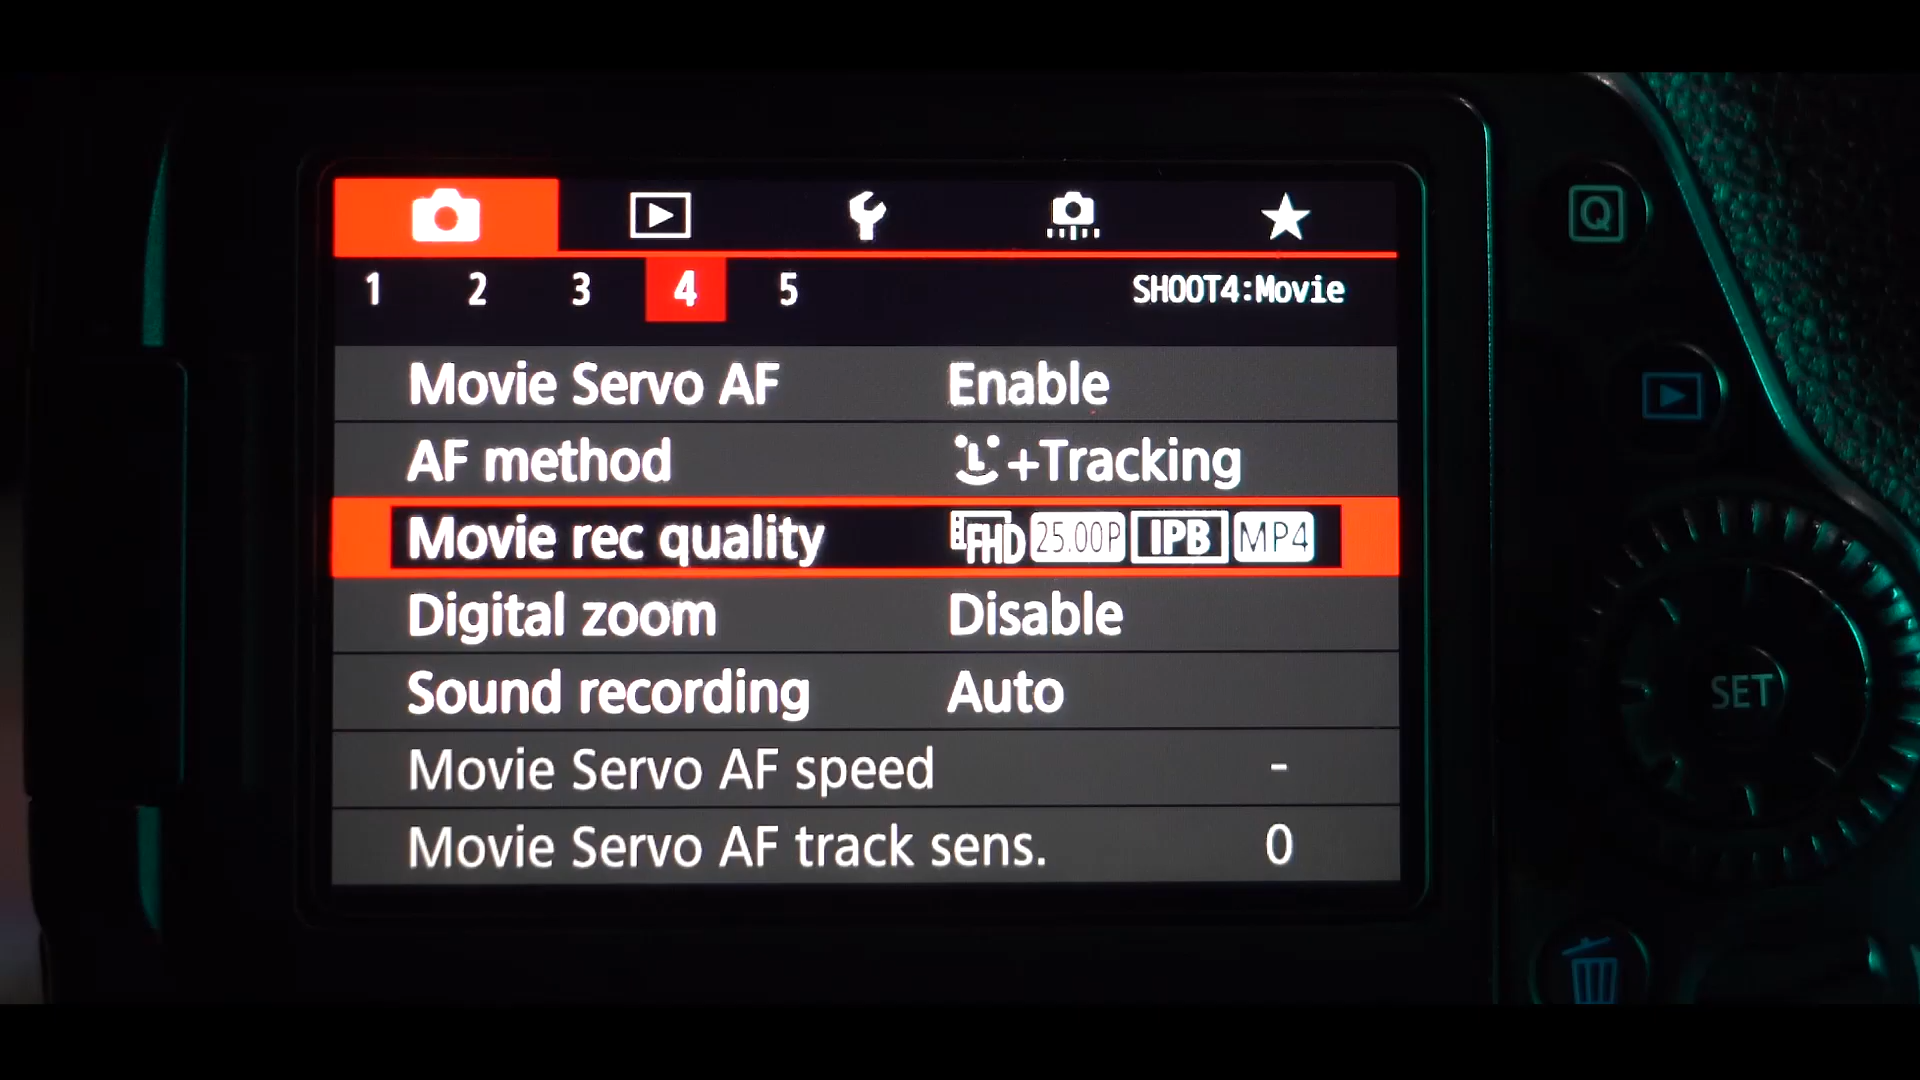 Q
1 2 3 4 5 SHOOT4:Movie
Movie Servo AF Enable
AF method +Tracking
Movie rec quality FHD 25.00P IPB MP4
Digital zoom Disable
Sound recording Auto
SET
Movie Servo AF speed -
Movie Servo AF track sens. 0